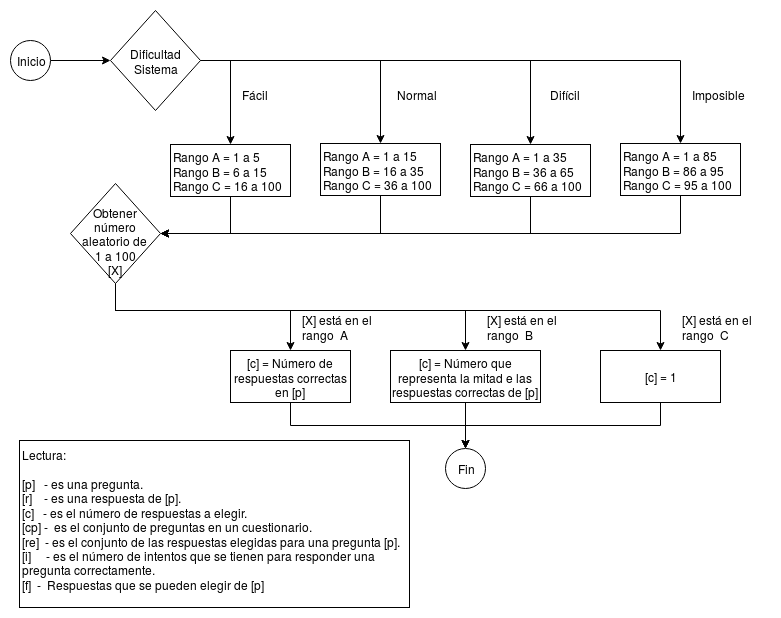 Inicio
Dificultad
Sistema
Fácil
Normal
Difícil
Imposible
Rango A = 1 a 5
Rango B = 6 a 15
Rango C = 16 a 100
Rango A = 1 a 15
Rango B = 16 a 35
Rango C = 36 a 100
Rango A = 1 a 35
Rango B = 36 a 65
Rango C = 66 a 100
Rango A = 1 a 85
Rango B = 86 a 95
Rango C = 95 a 100
Obtener
número
aleatorio de
1 a 100
[X]
[X] está en el
rango A
[X] está en el
rango B
[X] está en el
rango C
[c] = Número de
respuestas correctas
en [p]
[c] = Número que
representa la mitad e las
respuestas correctas de [p]
[c] = 1
Fin
Lectura:
[p] - es una pregunta.
[r] - es una respuesta de [p].
[c] - es el número de respuestas a elegir.
[cp] - es el conjunto de preguntas en un cuestionario.
[re] - es el conjunto de las respuestas elegidas para una pregunta [p].
[i] - es el número de intentos que se tienen para responder una
pregunta correctamente.
[f] - Respuestas que se pueden elegir de [p]